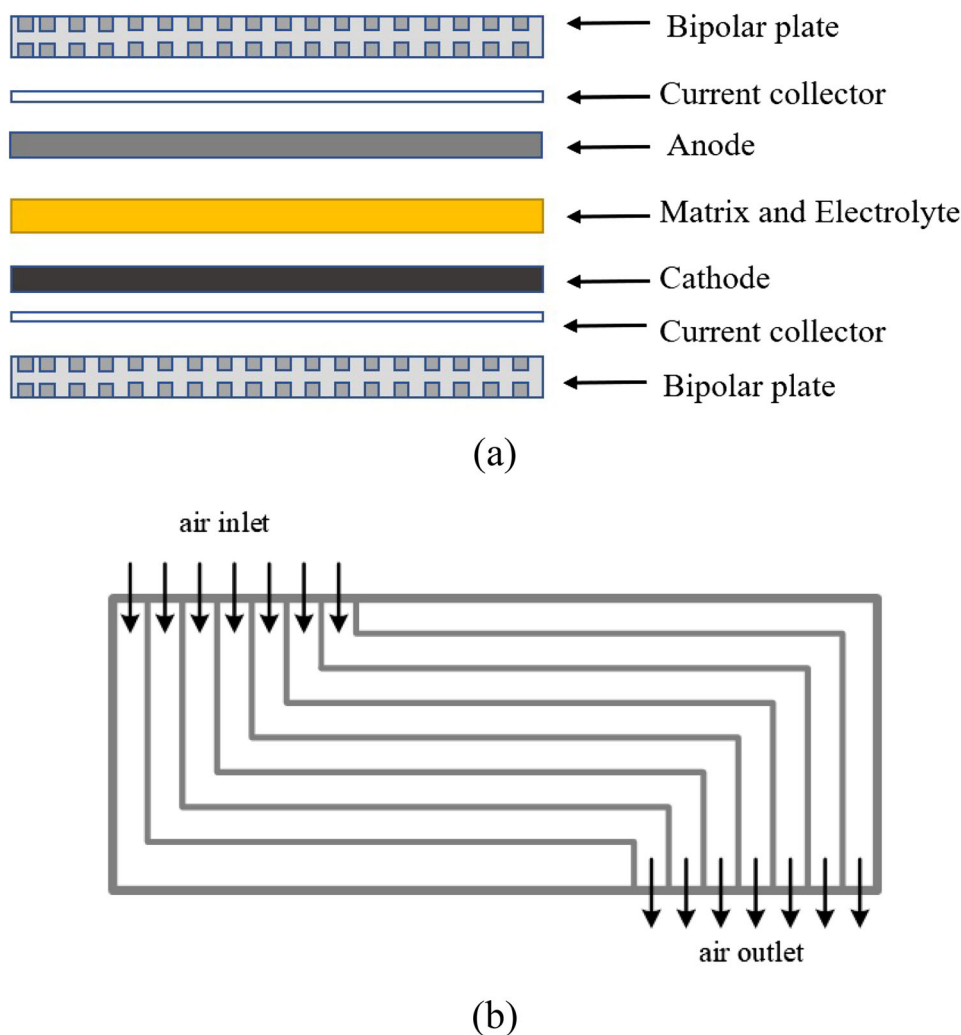 Bipolar plate
Current collector
Anode
Matrix and Electrolyte
Cathode
Current collector
Bipolar plate
(a)
air inlet
air outlet
(b)